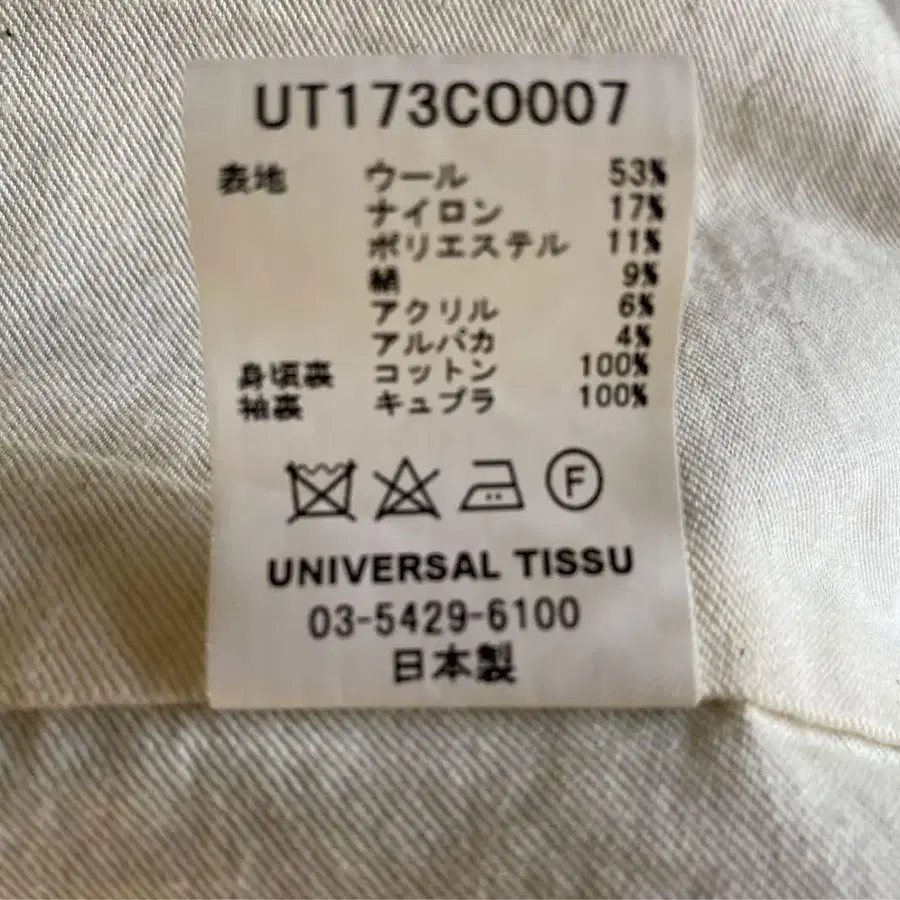 UT173CO007
表地 ウール 53%
ナイロン 17%
ポリエステル 11%
絹 9%
アクリル 6%
アルパカ 4%
身頃裏 コットン 100%
袖裏 キュプラ 100%
F
UNIVERSAL TISSU
03-5429-6100
日本製